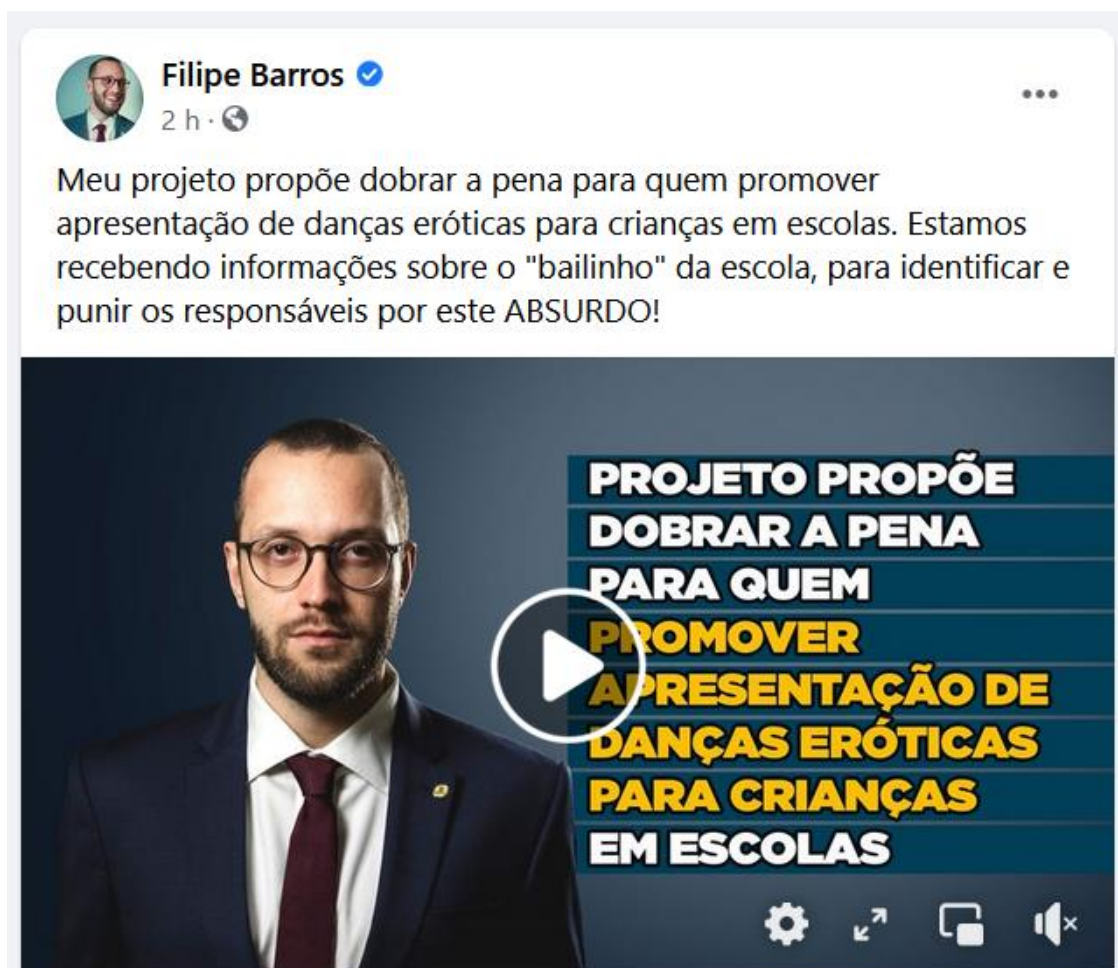 Filipe Barros
2 h ·
Meu projeto propõe dobrar a pena para quem promover
apresentação de danças eróticas para crianças em escolas. Estamos
recebendo informações sobre o "bailinho" da escola, para identificar e
punir os responsáveis por este ABSURDO!
PROJETO PROPÕE
DOBRAR A PENA
PARA QUEM
PROMOVER
APRESENTAÇÃO DE
DANÇAS ERÓTICAS
PARA CRIANÇAS
EM ESCOLAS